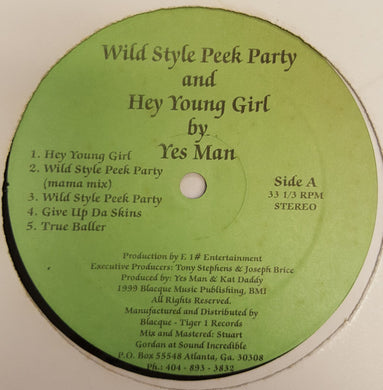 Wild Style Peek Party
and
Hey Young Girl
by
Yes Man
1. Hey Young Girl
2. Wild Style Peek Party
(mama mix)
3. Wild Style Peek Party
4. Give Up Da Skins
5. True Baller
Side A
33 1/3 RPM
STEREO
Production by E 1# Entertainment
Executive Producers: Tony Stephens & Joseph Brice
Produced by: Yes Man & Kat Daddy
1999 Blacque Music Publishing, BMI
All Rights Reserved.
Manufactured and Distributed by
Blacque - Tiger 1 Records
Mix and Mastered: Stuart
Gordan at Sound Incredible
P.O. Box 55548 Atlanta, Ga. 30308
Ph.: 404 - 893 - 3832